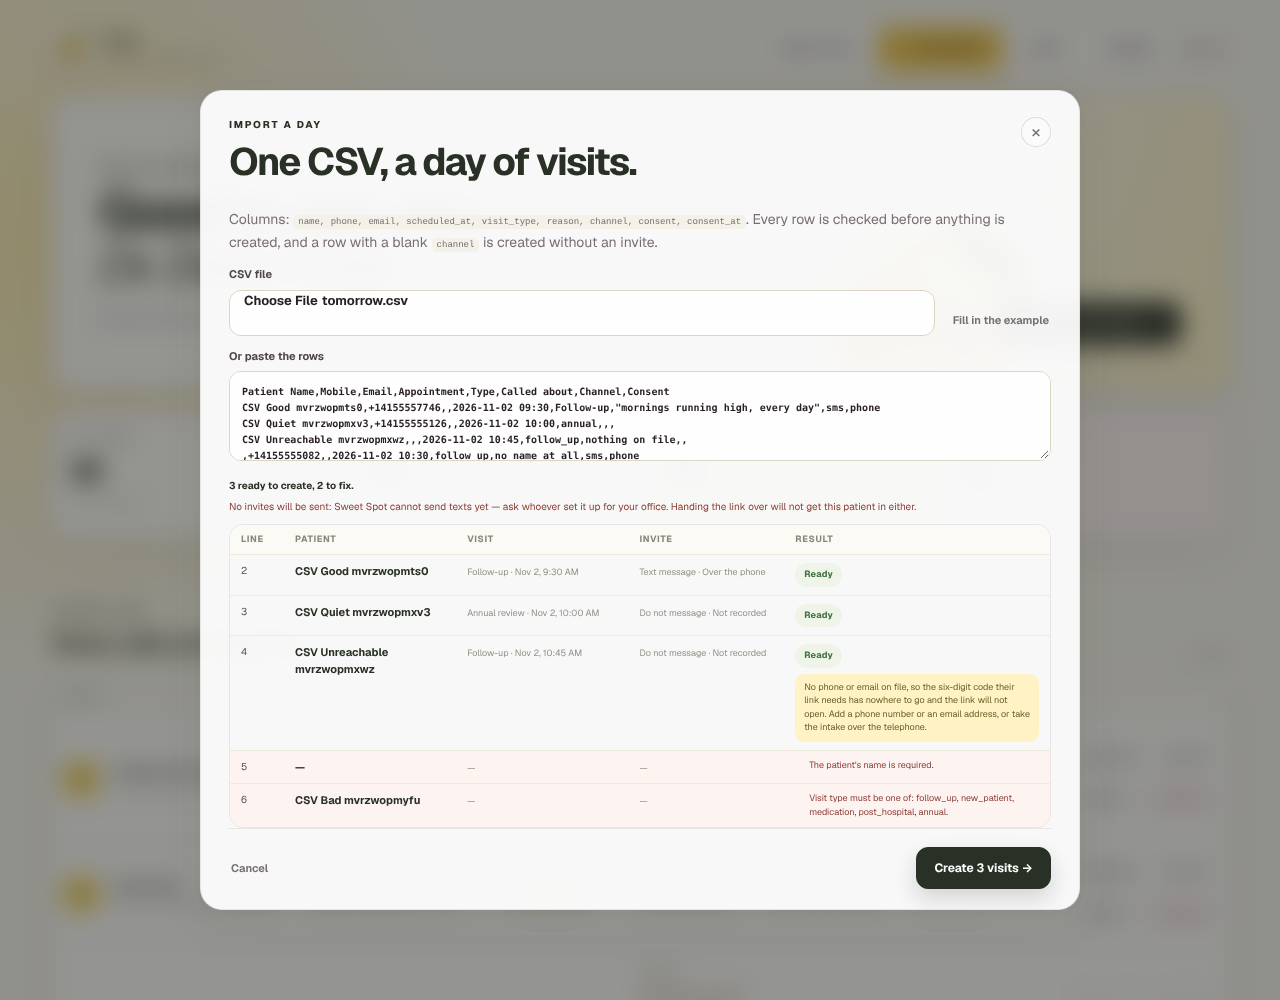 IMPORT A DAY
One CSV, a day of visits.
×
Columns: name, phone, email, scheduled_at, visit_type, reason, channel, consent, consent_at. Every row is checked before anything is
created, and a row with a blank channel is created without an invite.
CSV file
Choose File tomorrow.csv
Fill in the example
Or paste the rows
Patient Name,Mobile,Email,Appointment,Type,Called about,Channel,Consent
CSV Good mvrzwopmts0,+14155557746,,2026-11-02 09:30,Follow-up,"mornings running high, every day",sms,phone
CSV Quiet mvrzwopmxv3,+14155555126,,2026-11-02 10:00,annual,,,
CSV Unreachable mvrzwopmxwz,,,2026-11-02 10:45,follow_up,nothing on file,,
,+14155555082,,2026-11-02 10:30,follow_up,no name at all,sms,phone
3 ready to create, 2 to fix.
No invites will be sent: Sweet Spot cannot send texts yet — ask whoever set it up for your office. Handing the link over will not get this patient in either.
LINE PATIENT VISIT INVITE RESULT
2 CSV Good mvrzwopmts0 Follow-up · Nov 2, 9:30 AM Text message · Over the phone Ready
3 CSV Quiet mvrzwopmxv3 Annual review · Nov 2, 10:00 AM Do not message · Not recorded Ready
4 CSV Unreachable Follow-up · Nov 2, 10:45 AM Do not message · Not recorded Ready
mvrzwopmxwz
No phone or email on file, so the six-digit code their
link needs has nowhere to go and the link will not
open. Add a phone number or an email address, or take
the intake over the telephone.
5 — — — The patient's name is required.
6 CSV Bad mvrzwopmyfu — — Visit type must be one of: follow_up, new_patient,
medication, post_hospital, annual.
Cancel
Create 3 visits →